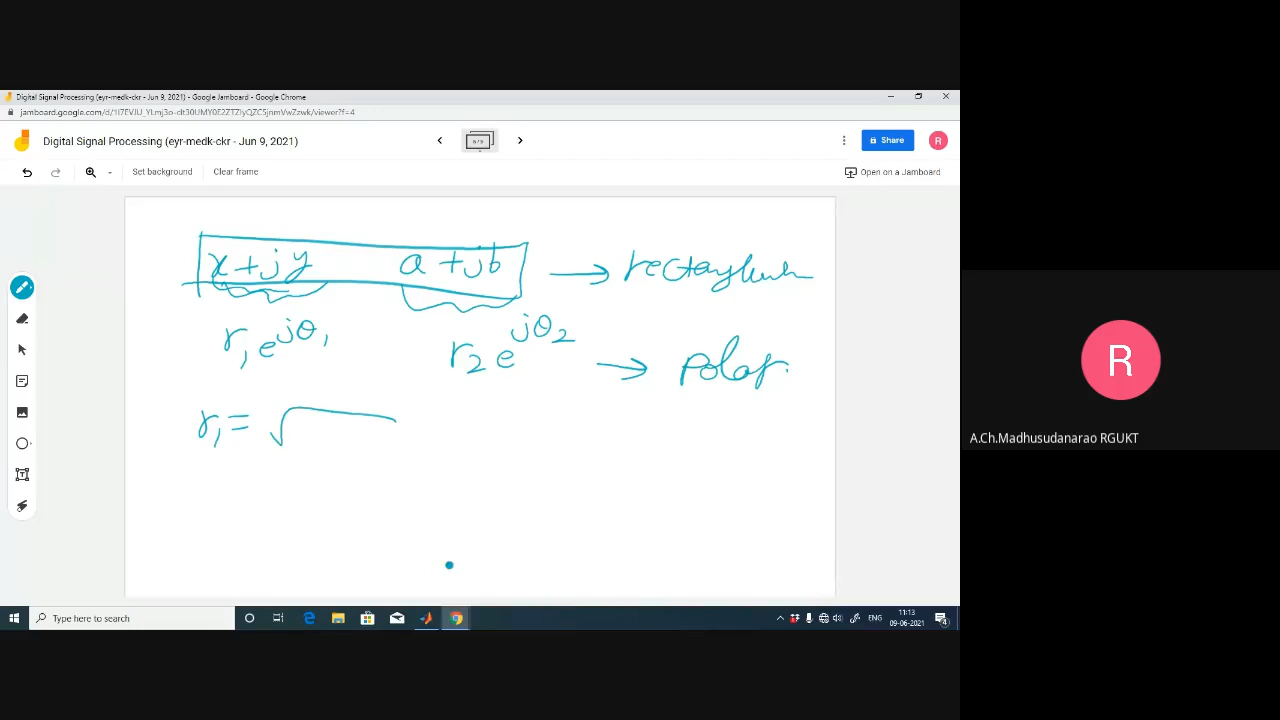 Digital Signal Processing (eyr-medk-ckr - Jun 9, 2021) - Google Jamboard - Google Chrome
Digital Signal Processing (eyr-medk-ckr - Jun 9, 2021)
Share
R
Set background
Clear frame
Open on a Jamboard
x + jy a + jb → rectangular
r₁ e^jθ₁ r₂ e^jθ₂ → polar
r₁ = √
R
A.Ch.Madhusudanarao RGUKT
Type here to search
ENG
11:13
09-06-2021